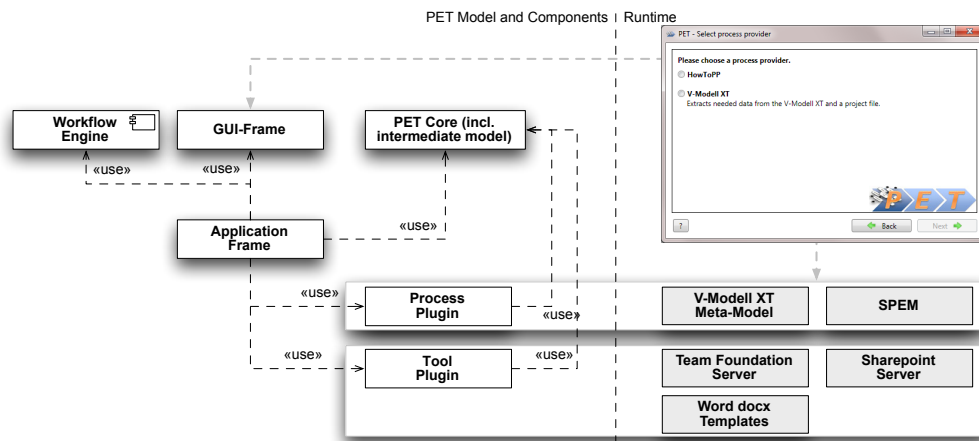 PET Model and Components
Runtime
PET - Select process provider
Please choose a process provider.
HowToPP
V-Modell XT
Extracts needed data from the V-Modell XT and a project file.
PET
?
Back
Next
Workflow
Engine
GUI-Frame
PET Core (incl.
intermediate model)
«use»
«use»
«use»
Application
Frame
«use»
Process
Plugin
«use»
V-Modell XT
Meta-Model
SPEM
«use»
Tool
Plugin
«use»
Team Foundation
Server
Sharepoint
Server
Word docx
Templates